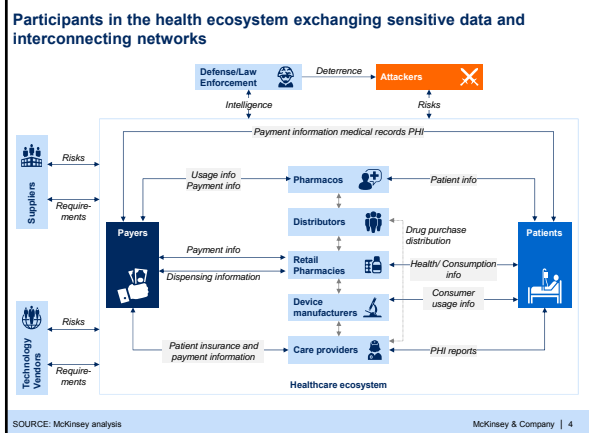 Participants in the health ecosystem exchanging sensitive data and
interconnecting networks
Defense/Law
Enforcement
Deterrence
Attackers
Intelligence
Risks
Payment information medical records PHI
Suppliers
Risks
Require-
ments
Usage info
Payment info
Pharmacos
Patient info
Distributors
Drug purchase
distribution
Payers
Patients
Payment info
Retail
Pharmacies
Health/ Consumption
info
Dispensing information
Device
manufacturers
Consumer
usage info
Technology
Vendors
Risks
Require-
ments
Patient insurance and
payment information
Care providers
PHI reports
Healthcare ecosystem
SOURCE: McKinsey analysis
McKinsey & Company | 4